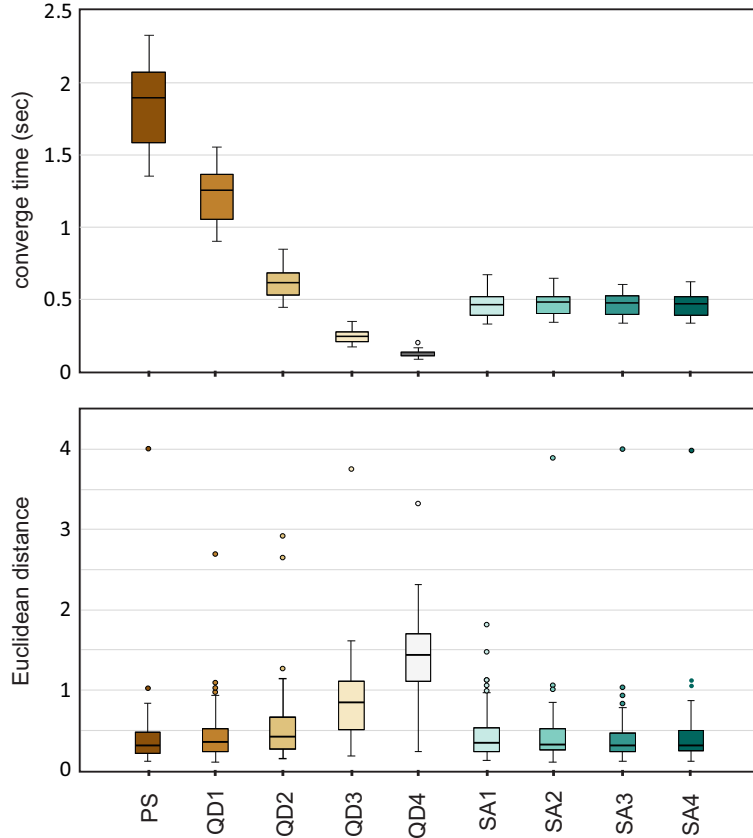 converge time (sec)
2.5
2
1.5
1
0.5
0
Euclidean distance
4
3
2
1
0
PS
QD1
QD2
QD3
QD4
SA1
SA2
SA3
SA4